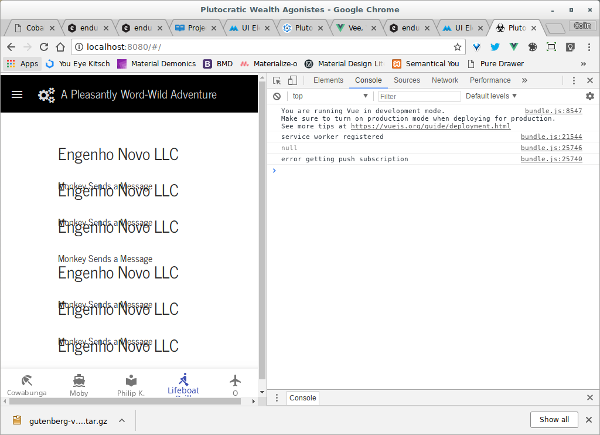 Plutocratic Wealth Agonistes - Google Chrome
Coba
endu
endu
Proje
UI Ele
Pluto
Vee.
endu
UI Ele
Pluto
Colin
localhost:8080/#/
Apps
You Eye Kitsch
Material Demonics
BMD
Materialize-o
Material Design Lit
Semantical You
Pure Drawer
»
A Pleasantly Word-Wild Adventure
Engenho Novo LLC
Monkey Sends a Message
Engenho Novo LLC
Monkey Sends a Message
Engenho Novo LLC
Monkey Sends a Message
Engenho Novo LLC
Monkey Sends a Message
Engenho Novo LLC
Monkey Sends a Message
Engenho Novo LLC
Cowabunga
Moby
Philip K.
Lifeboat
O
Elements
Console
Sources
Network
Performance
»
top
Filter
Default levels
You are running Vue in development mode.
bundle.js:8547
Make sure to turn on production mode when deploying for production.
See more tips at https://vuejs.org/guide/deployment.html
service worker registered
bundle.js:21544
null
bundle.js:25746
error getting push subscription
bundle.js:25740
Console
gutenberg-v....tar.gz
Show all